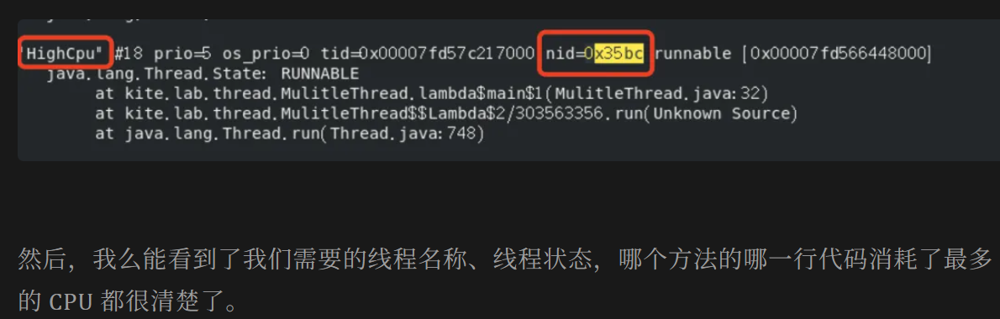 "HighCpu" #18 prio=5 os_prio=0 tid=0x00007fd57c217000 nid=0x35bc runnable [0x00007fd566448000]
java.lang.Thread.State: RUNNABLE
at kite.lab.thread.MulitleThread.lambda$main$1(MulitleThread.java:32)
at kite.lab.thread.MulitleThread$$Lambda$2/303563356.run(Unknown Source)
at java.lang.Thread.run(Thread.java:748)
然后，我么能看到了我们需要的线程名称、线程状态，哪个方法的哪一行代码消耗了最多
的 CPU 都很清楚了。